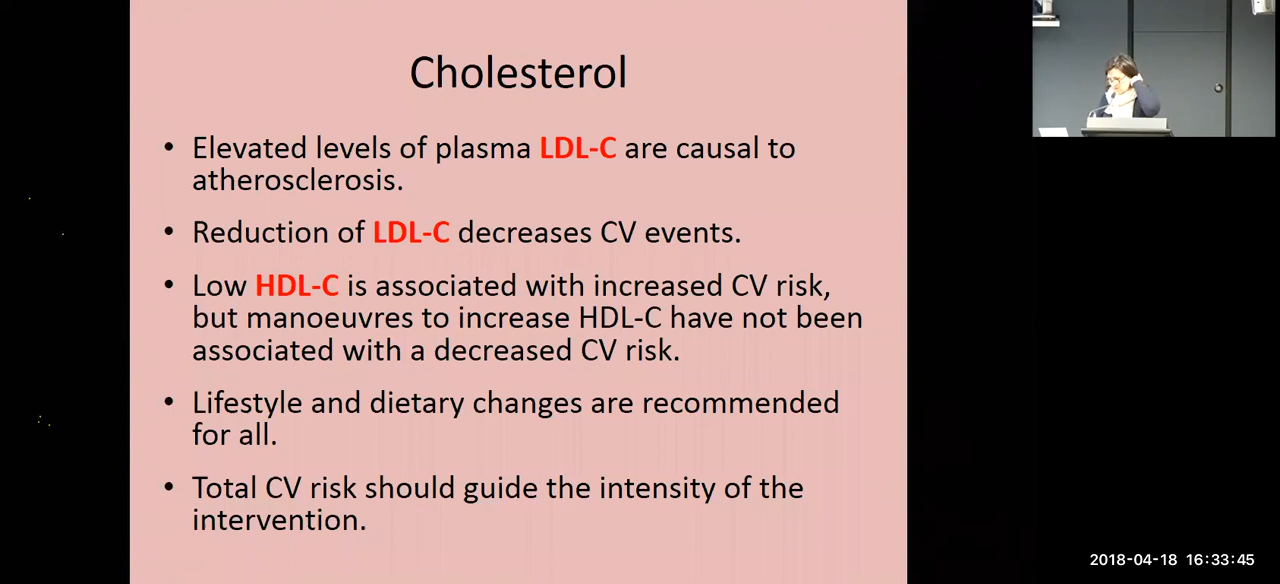 Cholesterol
• Elevated levels of plasma LDL-C are causal to
atherosclerosis.
• Reduction of LDL-C decreases CV events.
• Low HDL-C is associated with increased CV risk,
but manoeuvres to increase HDL-C have not been
associated with a decreased CV risk.
• Lifestyle and dietary changes are recommended
for all.
• Total CV risk should guide the intensity of the
intervention.
2018-04-18 16:33:45